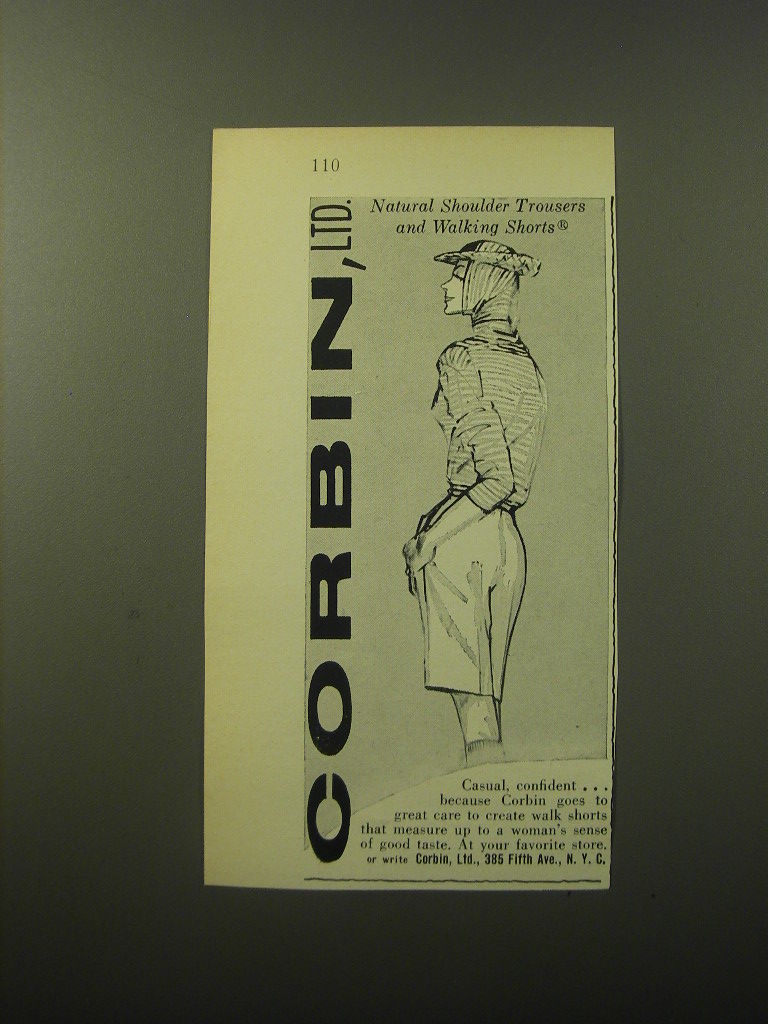 110
CORBIN, LTD.
Natural Shoulder Trousers
and Walking Shorts®
Casual, confident . . .
because Corbin goes to
great care to create walk shorts
that measure up to a woman's sense
of good taste. At your favorite store.
or write Corbin, Ltd., 385 Fifth Ave., N. Y. C.